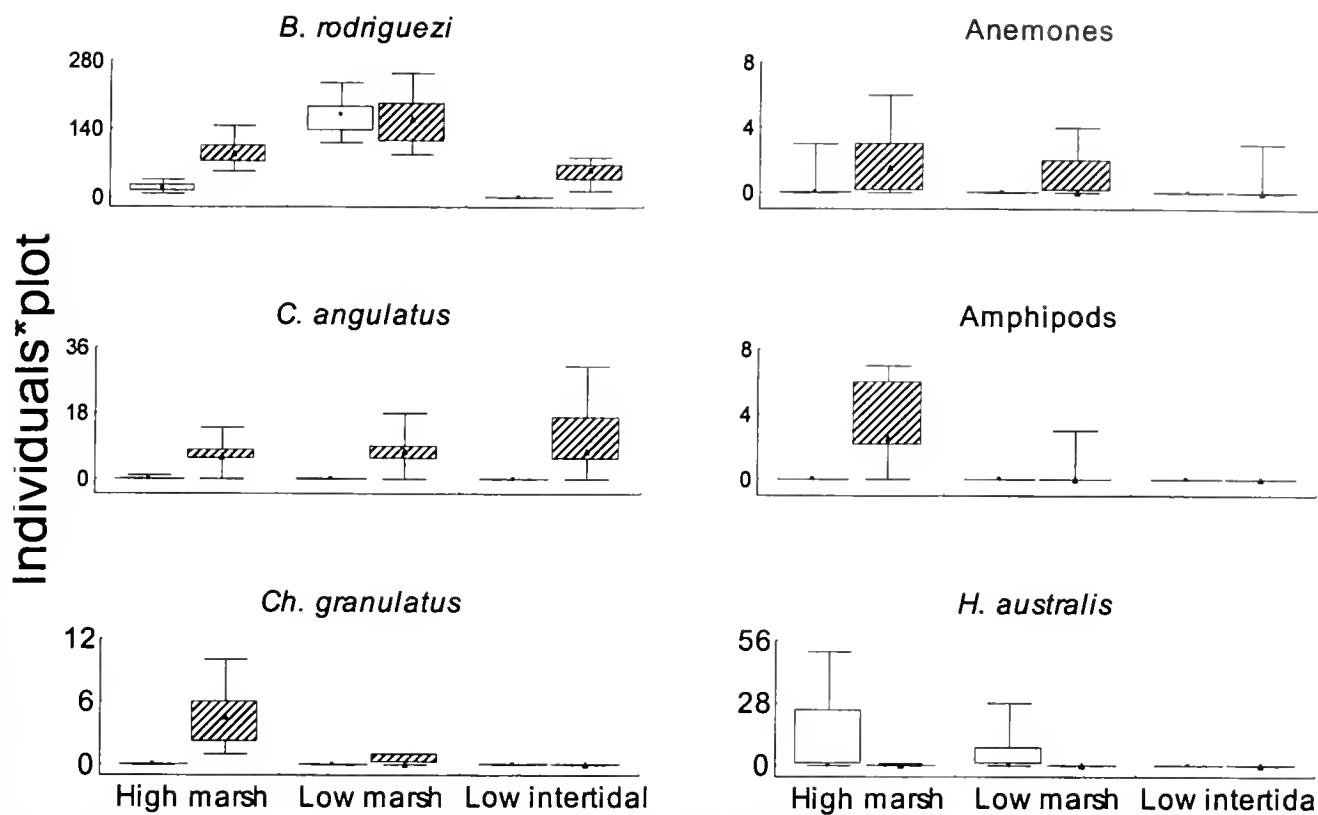 B. rodriguezi
280
140
0
Anemones
8
4
0
Individuals*plot
C. angulatus
36
18
0
Amphipods
8
4
0
Ch. granulatus
12
6
0
High marsh Low marsh Low intertidal
H. australis
56
28
0
High marsh Low marsh Low intertidal